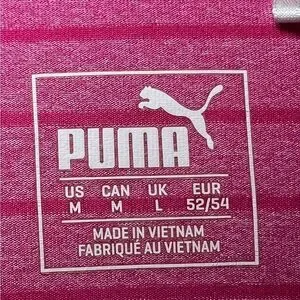 PUMA
US CAN UK EUR
M M L 52/54
MADE IN VIETNAM
FABRIQUÉ AU VIETNAM